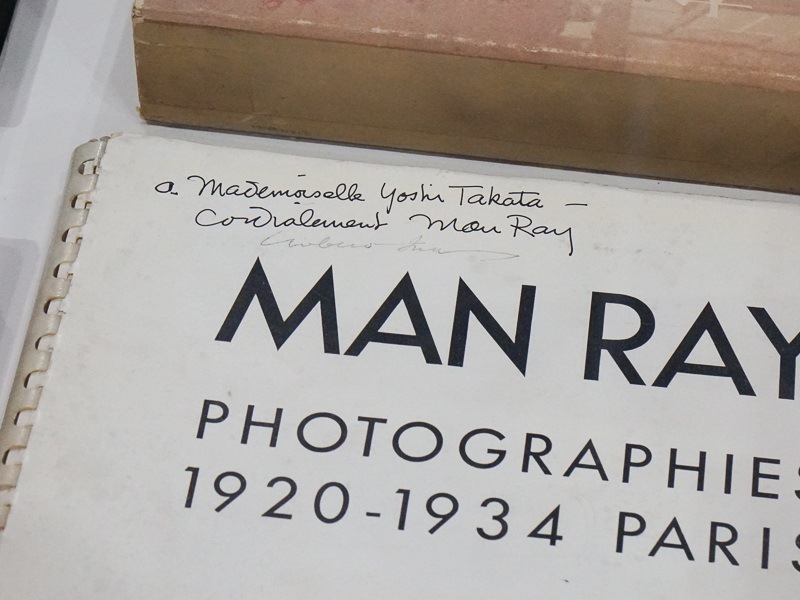 a Mademoiselle Yoshi Takata –
Cordialement Man Ray
MAN RAY
PHOTOGRAPHIES
1920-1934 PARIS